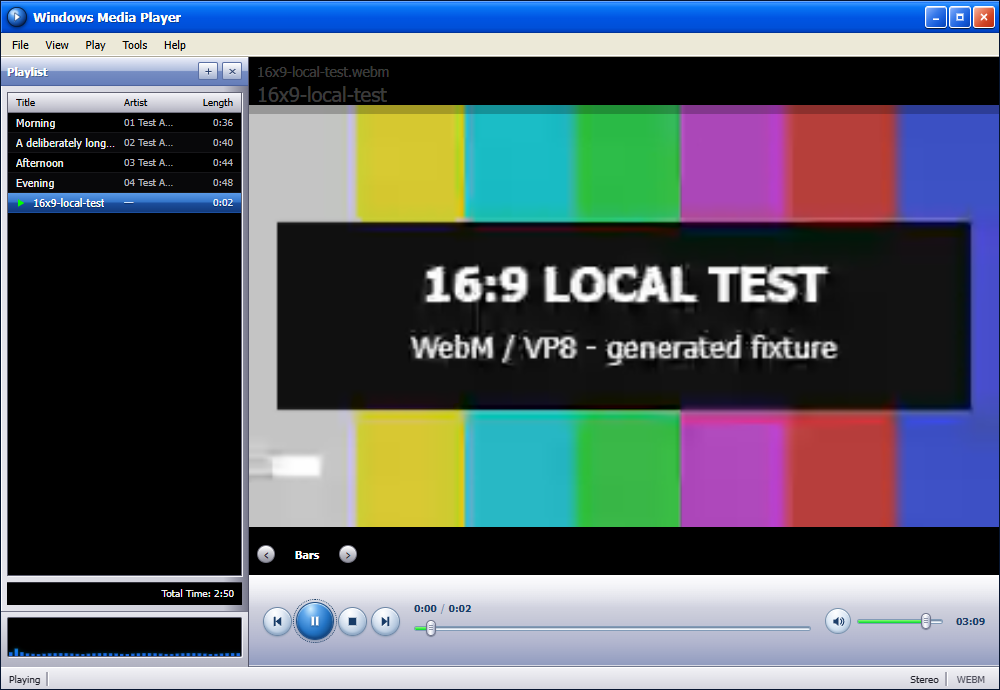 Windows Media Player
File View Play Tools Help
Playlist
16x9-local-test.webm
16x9-local-test
Title Artist Length
Morning 01 Test A... 0:36
A deliberately long... 02 Test A... 0:40
Afternoon 03 Test A... 0:44
Evening 04 Test A... 0:48
16x9-local-test — 0:02
16:9 LOCAL TEST
WebM / VP8 - generated fixture
Bars
Total Time: 2:50
0:00 / 0:02
03:09
Playing
Stereo WEBM